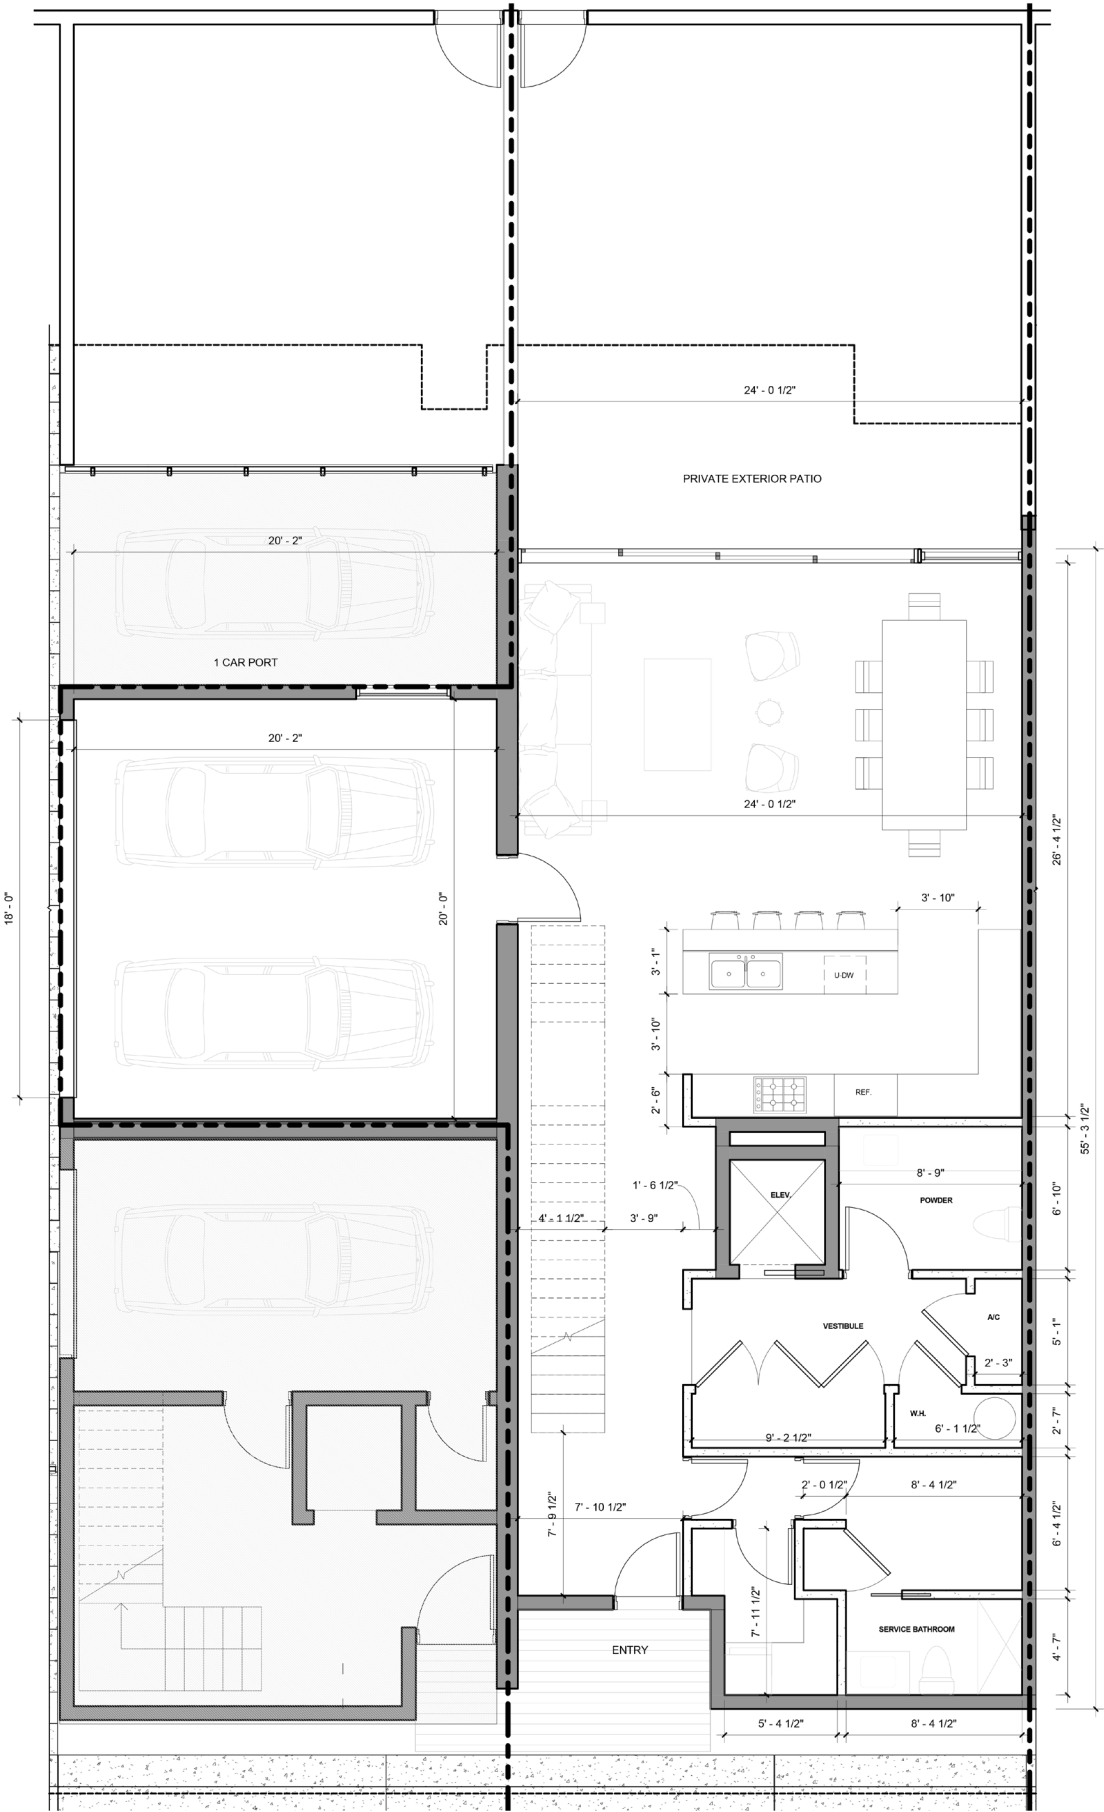 24' - 0 1/2"
PRIVATE EXTERIOR PATIO
20' - 2"
1 CAR PORT
20' - 2"
24' - 0 1/2"
26' - 4 1/2"
18' - 0"
20' - 0"
3' - 10"
3' - 1"
U-DW
3' - 10"
2' - 6"
REF.
55' - 3 1/2"
8' - 9"
1' - 6 1/2"
ELEV.
POWDER
6' - 10"
4' - 1 1/2"
3' - 9"
A/C
VESTIBULE
5' - 1"
2' - 3"
W.H.
2' - 7"
9' - 2 1/2"
6' - 1 1/2"
2' - 0 1/2"
8' - 4 1/2"
7' - 9 1/2"
7' - 10 1/2"
6' - 4 1/2"
7' - 11 1/2"
SERVICE BATHROOM
ENTRY
4' - 7"
5' - 4 1/2"
8' - 4 1/2"